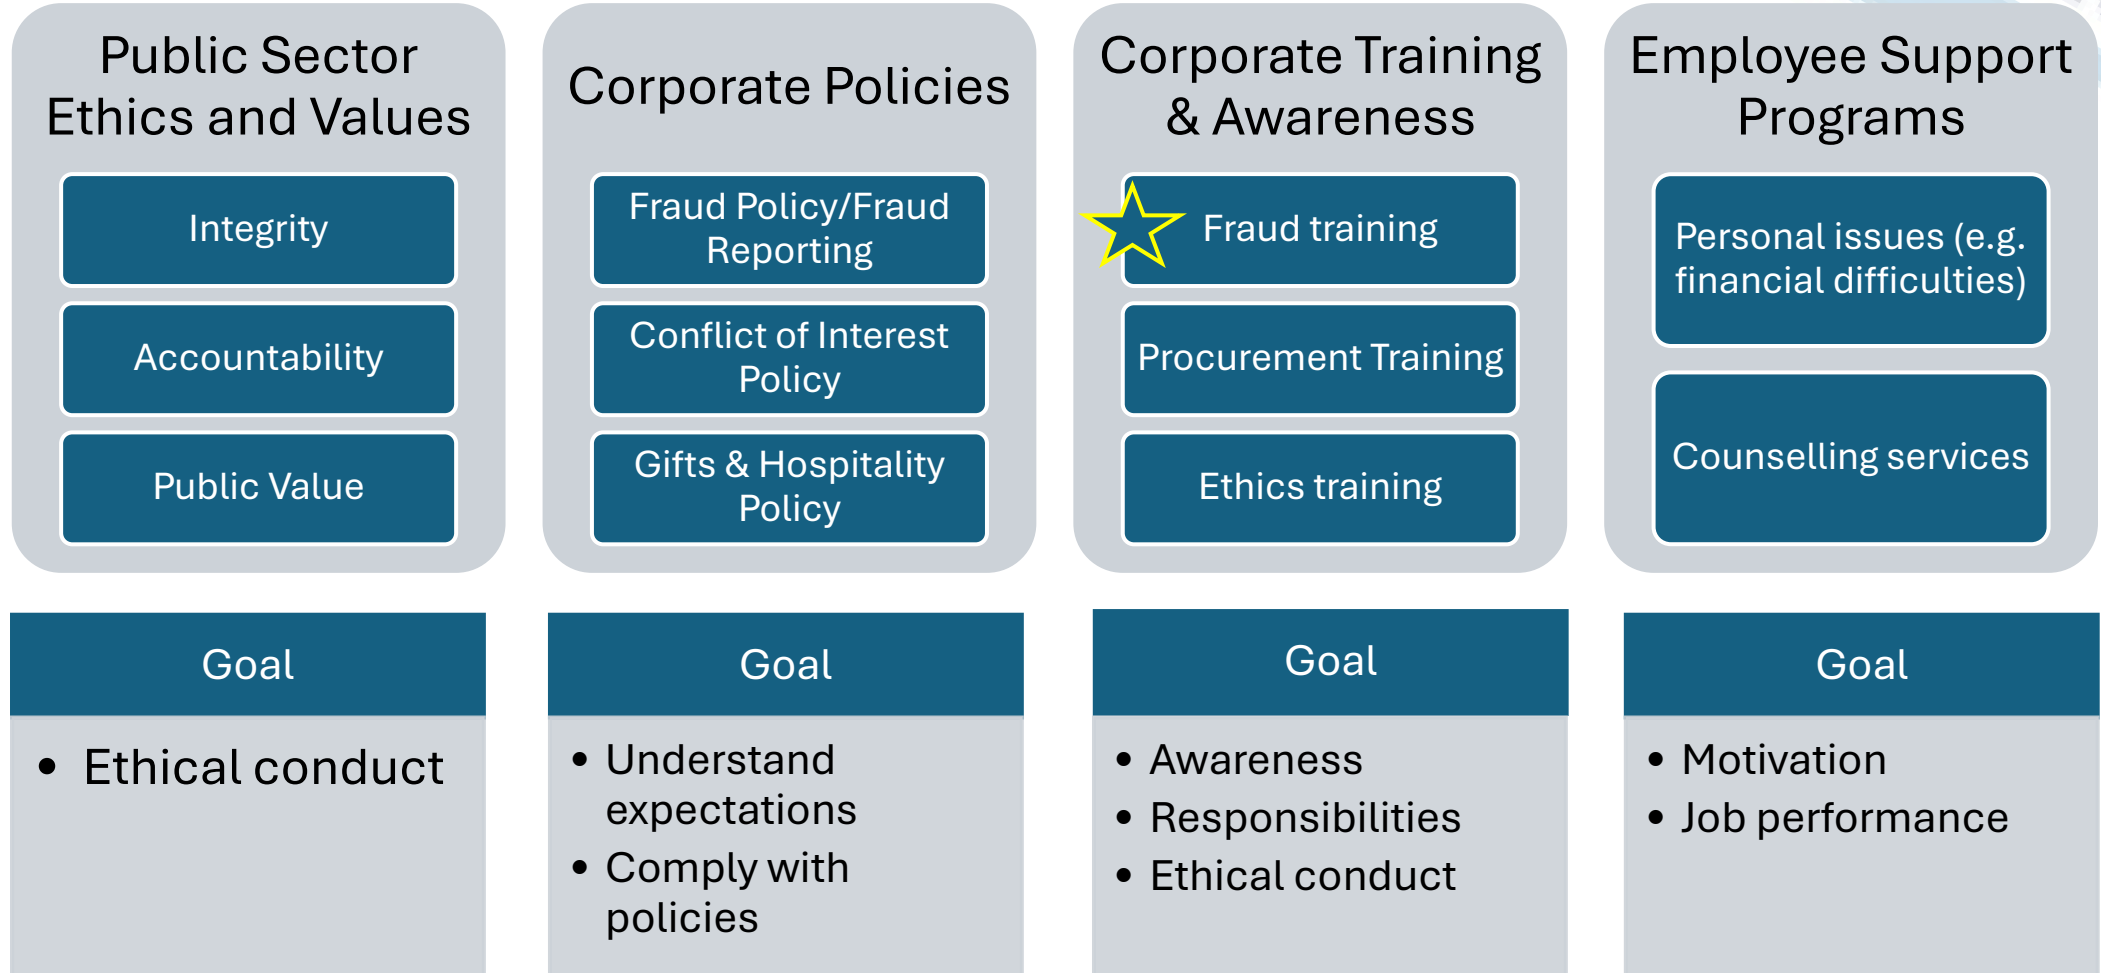 Public Sector
Ethics and Values
Integrity
Accountability
Public Value
Corporate Policies
Fraud Policy/Fraud
Reporting
Conflict of Interest
Policy
Gifts & Hospitality
Policy
Corporate Training
& Awareness
Fraud training
Procurement Training
Ethics training
Employee Support
Programs
Personal issues (e.g.
financial difficulties)
Counselling services
Goal
• Ethical conduct
Goal
• Understand
expectations
• Comply with
policies
Goal
• Awareness
• Responsibilities
• Ethical conduct
Goal
• Motivation
• Job performance